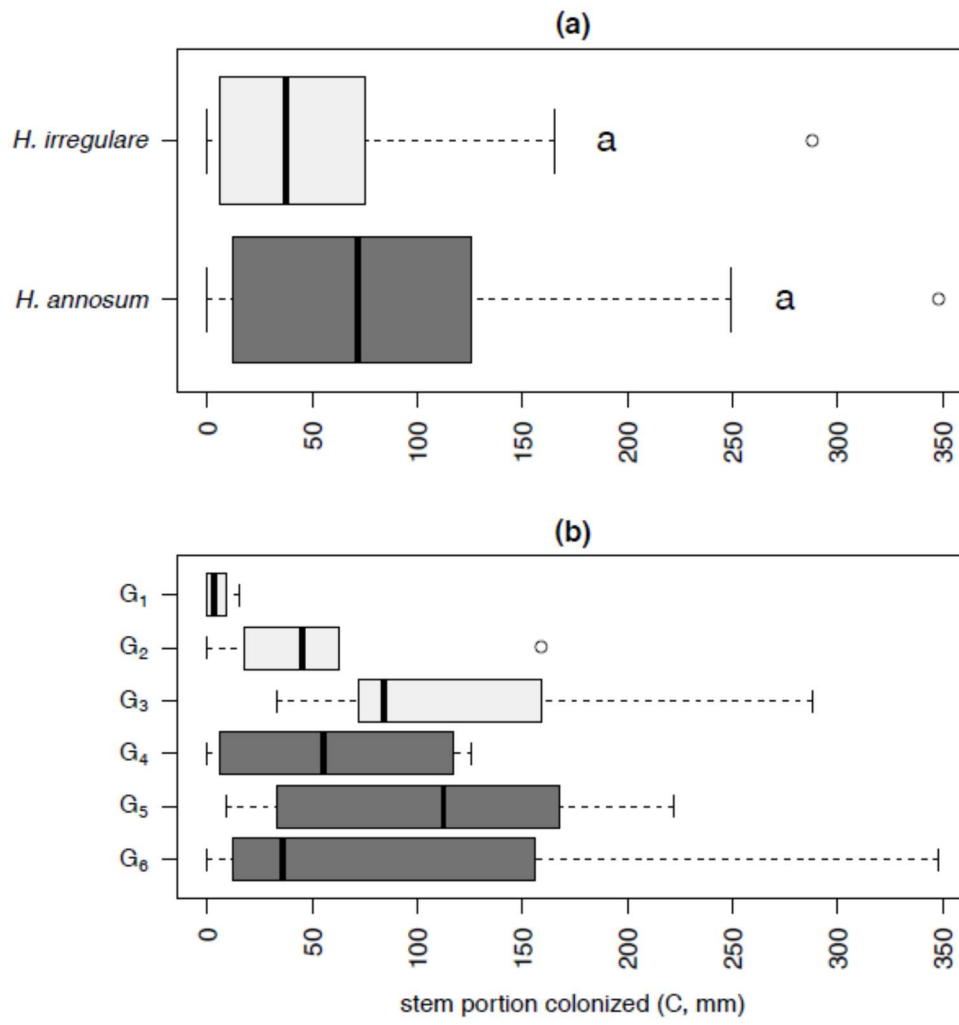 (a)
H. irregulare
a
H. annosum
a
0 50 100 150 200 250 300 350
(b)
G₁
G₂
G₃
G₄
G₅
G₆
0 50 100 150 200 250 300 350
stem portion colonized (C, mm)